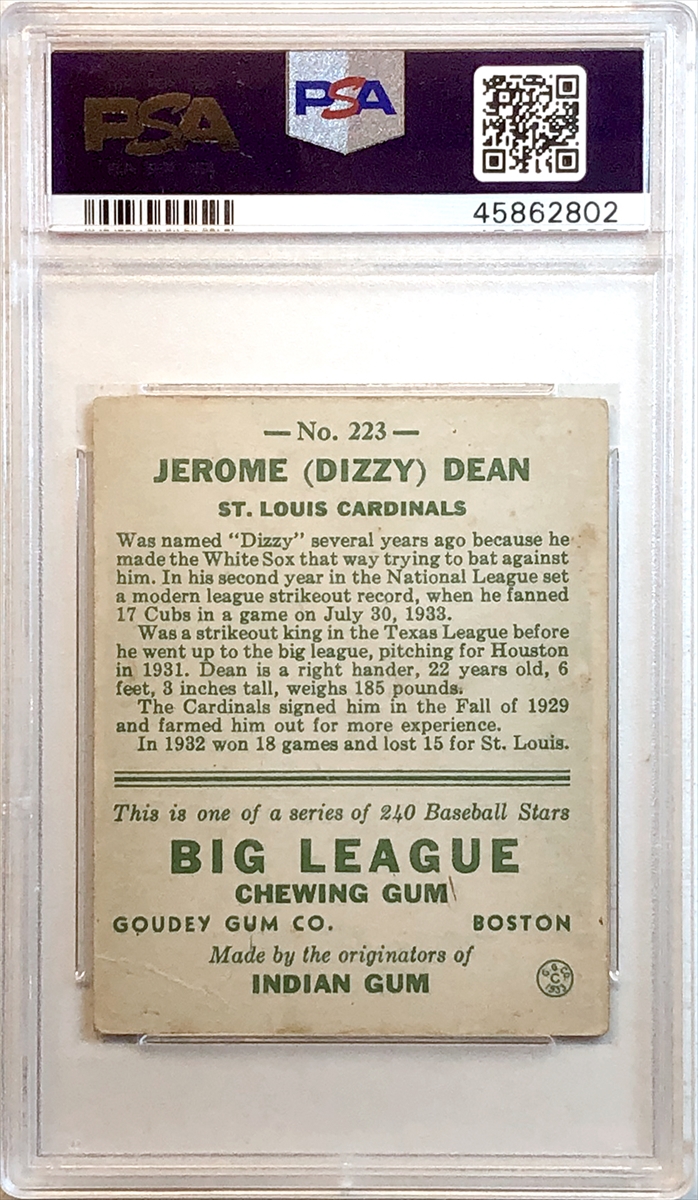 PSA
PSA
45862802
— No. 223 —
JEROME (DIZZY) DEAN
ST. LOUIS CARDINALS
Was named "Dizzy" several years ago because he
made the White Sox that way trying to bat against
him. In his second year in the National League set
a modern league strikeout record, when he fanned
17 Cubs in a game on July 30, 1933.
Was a strikeout king in the Texas League before
he went up to the big league, pitching for Houston
in 1931. Dean is a right hander, 22 years old, 6
feet, 3 inches tall, weighs 185 pounds.
The Cardinals signed him in the Fall of 1929
and farmed him out for more experience.
In 1932 won 18 games and lost 15 for St. Louis.
This is one of a series of 240 Baseball Stars
BIG LEAGUE
CHEWING GUM
GOUDEY GUM CO. BOSTON
Made by the originators of
INDIAN GUM
G. G. CO.
C
1933